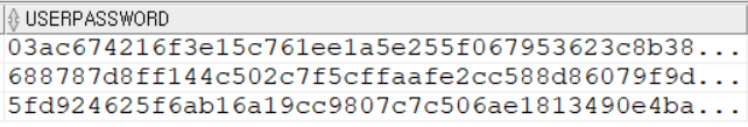 USERPASSWORD
03ac674216f3e15c761ee1a5e255f067953623c8b38...
688787d8ff144c502c7f5cffaafe2cc588d86079f9d...
5fd924625f6ab16a19cc9807c7c506ae1813490e4ba...